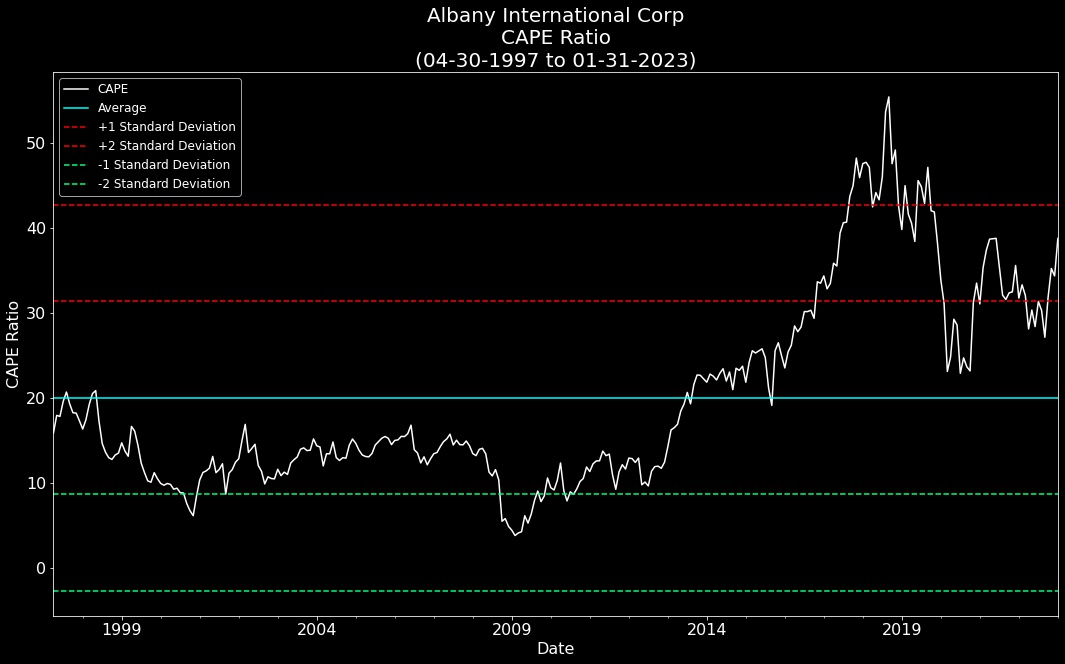 Albany International Corp
CAPE Ratio
(04-30-1997 to 01-31-2023)
CAPE
Average
+1 Standard Deviation
+2 Standard Deviation
-1 Standard Deviation
-2 Standard Deviation
CAPE Ratio
50
40
30
20
10
0
1999
2004
2009
2014
2019
Date